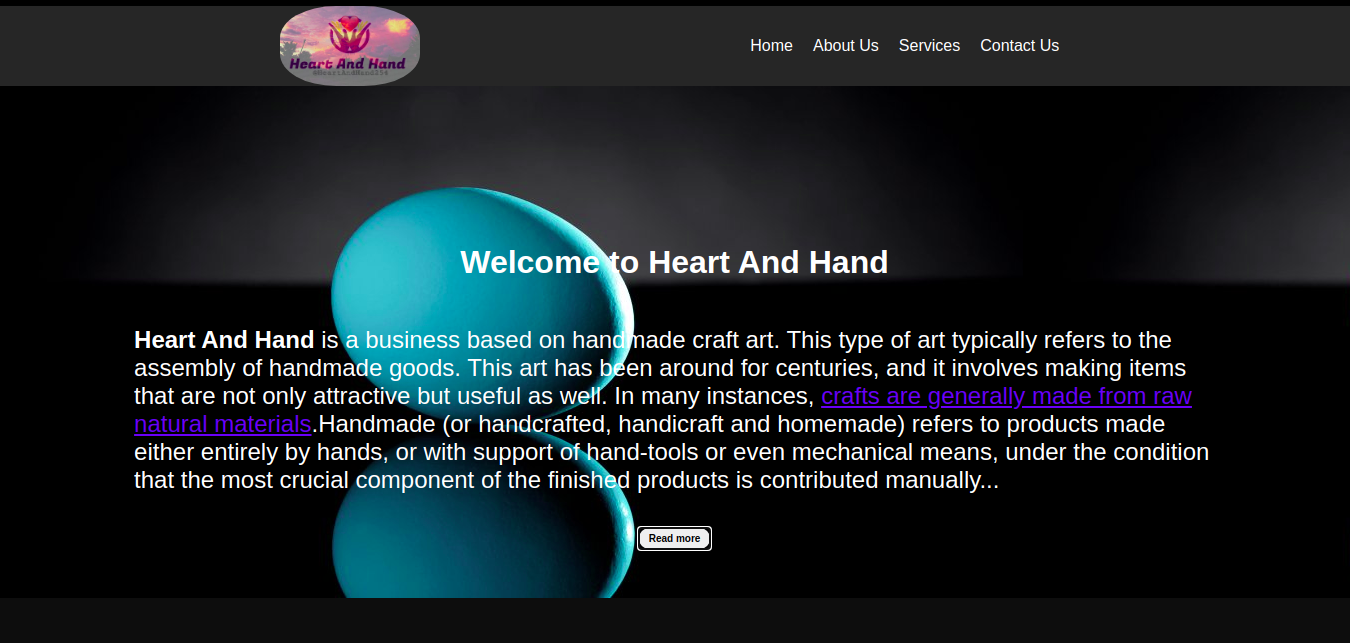 Heart And Hand
Home About Us Services Contact Us
Welcome to Heart And Hand
Heart And Hand is a business based on handmade craft art. This type of art typically refers to the
assembly of handmade goods. This art has been around for centuries, and it involves making items
that are not only attractive but useful as well. In many instances, crafts are generally made from raw
natural materials.Handmade (or handcrafted, handicraft and homemade) refers to products made
either entirely by hands, or with support of hand-tools or even mechanical means, under the condition
that the most crucial component of the finished products is contributed manually...
Read more